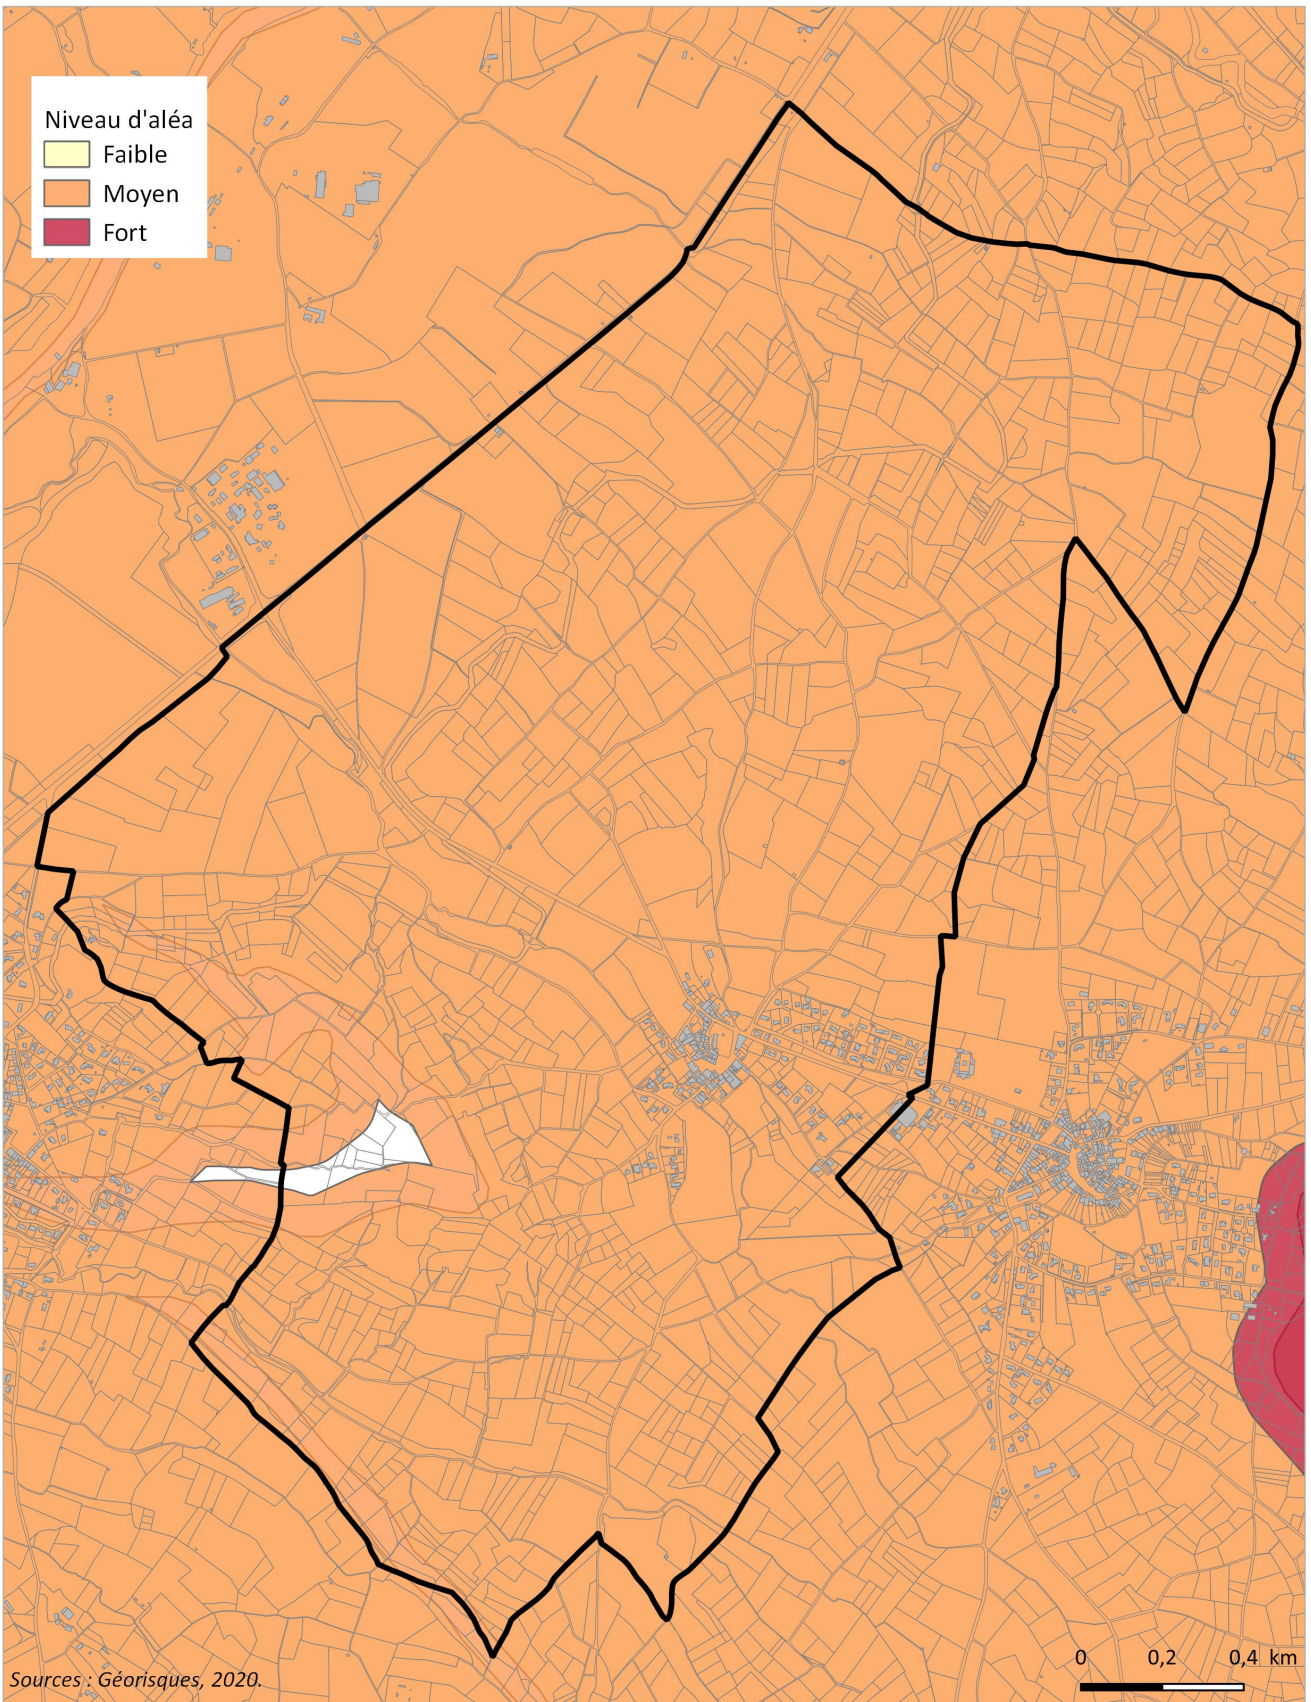 Niveau d'aléa
Faible
Moyen
Fort
Sources : Géorisques, 2020.
0 0,2 0,4 km